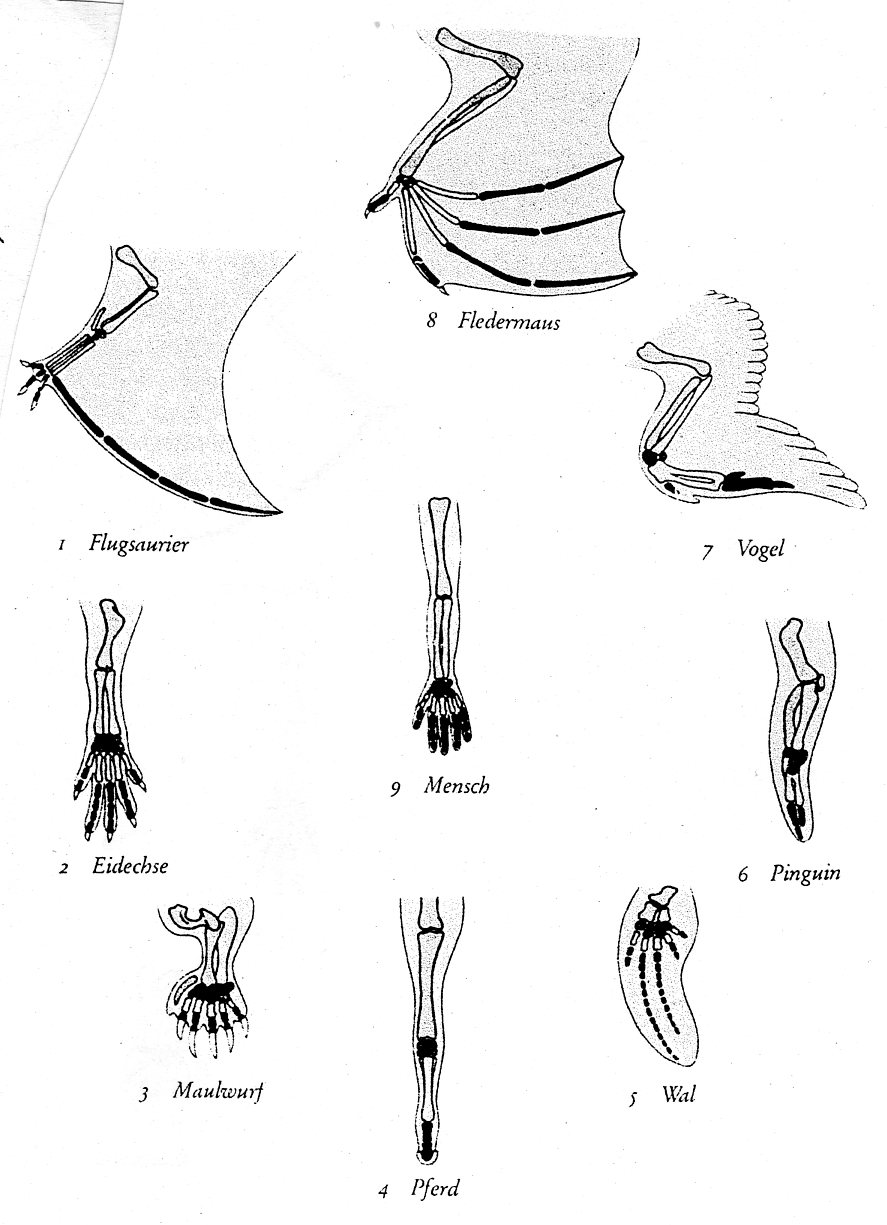 8 Fledermaus
1 Flugsaurier
7 Vogel
9 Mensch
2 Eidechse
6 Pinguin
3 Maulwurf
5 Wal
4 Pferd